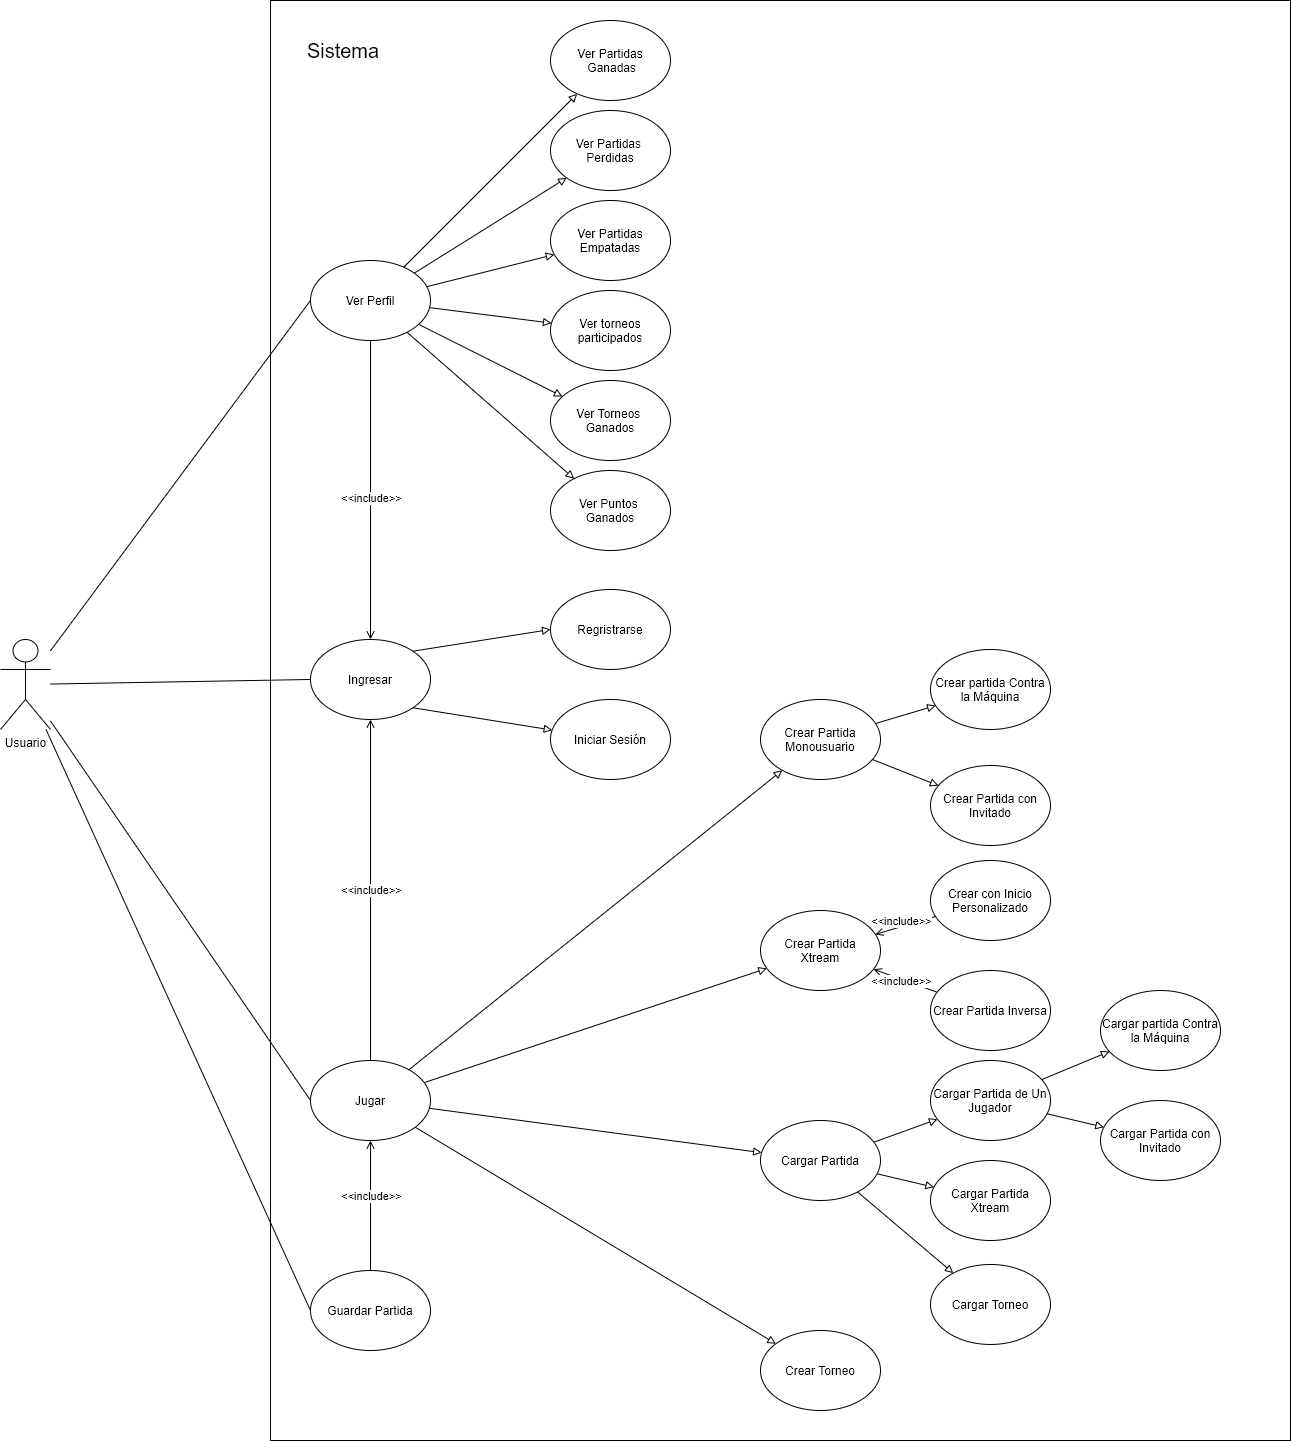 Sistema
Ver Partidas
Ganadas
Ver Partidas
Perdidas
Ver Partidas
Empatadas
Ver Perfil
Ver torneos
participados
Ver Torneos
Ganados
<<include>>
Ver Puntos
Ganados
Regristrarse
Ingresar
Usuario
Iniciar Sesión
Crear Partida
Monousuario
Crear partida Contra
la Máquina
Crear Partida con
Invitado
<<include>>
Crear con Inicio
Personalizado
<<include>>
Crear Partida
Xtream
<<include>>
Crear Partida Inversa
Cargar partida Contra
la Máquina
Jugar
Cargar Partida de Un
Jugador
Cargar Partida con
Invitado
Cargar Partida
<<include>>
Cargar Partida
Xtream
Guardar Partida
Cargar Torneo
Crear Torneo